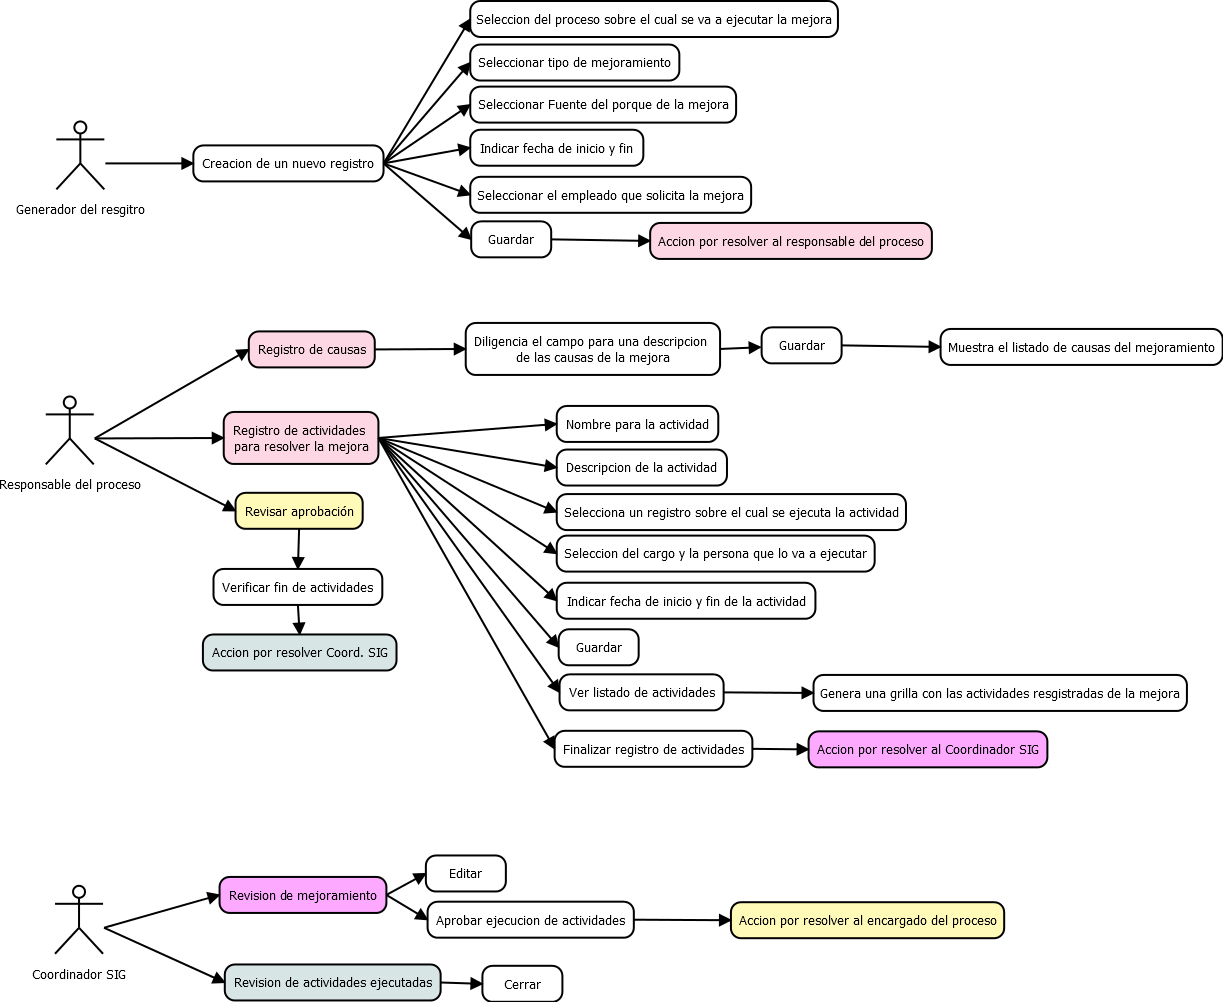 Seleccion del proceso sobre el cual se va a ejecutar la mejora
Seleccionar tipo de mejoramiento
Seleccionar Fuente del porque de la mejora
Indicar fecha de inicio y fin
Creacion de un nuevo registro
Seleccionar el empleado que solicita la mejora
Generador del resgitro
Guardar
Accion por resolver al responsable del proceso
Registro de causas
Diligencia el campo para una descripcion
de las causas de la mejora
Guardar
Muestra el listado de causas del mejoramiento
Registro de actividades
para resolver la mejora
Nombre para la actividad
Descripcion de la actividad
Responsable del proceso
Revisar aprobación
Selecciona un registro sobre el cual se ejecuta la actividad
Seleccion del cargo y la persona que lo va a ejecutar
Verificar fin de actividades
Indicar fecha de inicio y fin de la actividad
Accion por resolver Coord. SIG
Guardar
Ver listado de actividades
Genera una grilla con las actividades resgistradas de la mejora
Finalizar registro de actividades
Accion por resolver al Coordinador SIG
Editar
Revision de mejoramiento
Aprobar ejecucion de actividades
Accion por resolver al encargado del proceso
Coordinador SIG
Revision de actividades ejecutadas
Cerrar